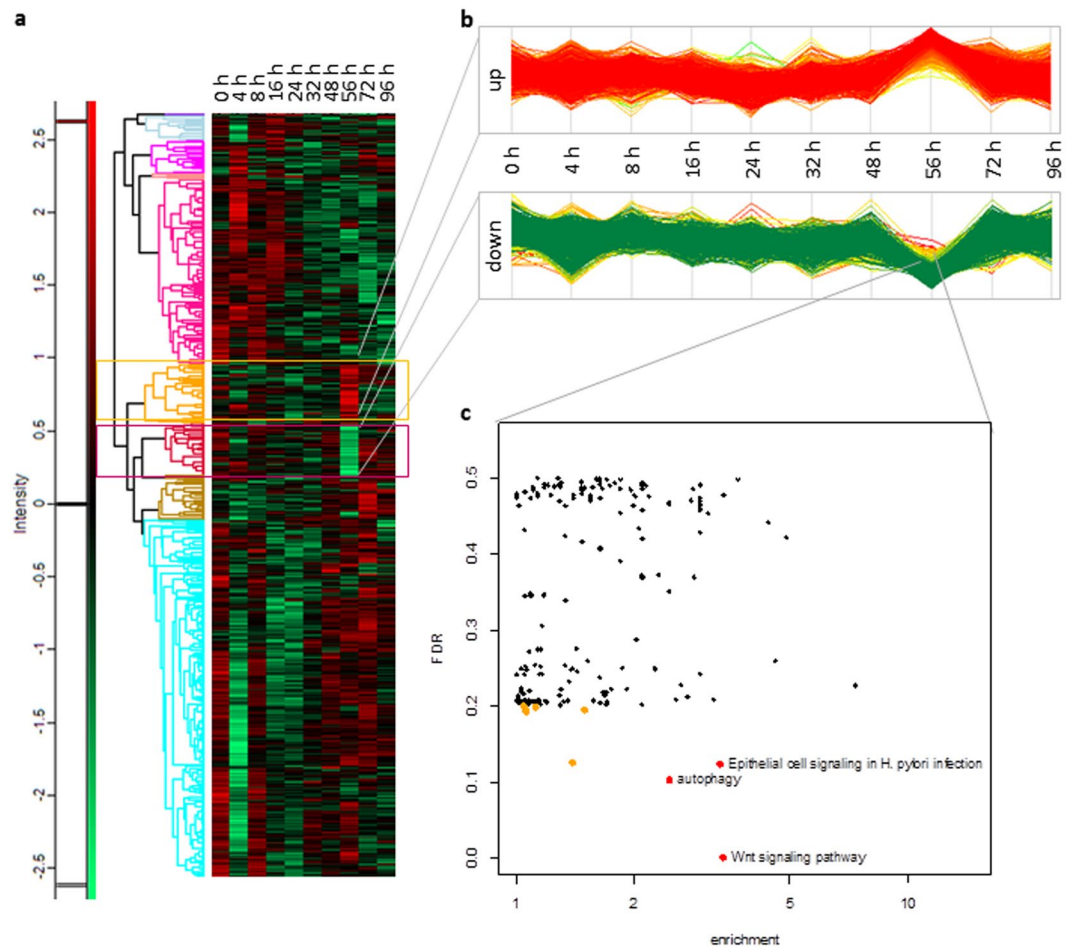 a
b
0 h 4 h 8 h 16 h 24 h 32 h 48 h 56 h 72 h 96 h
up
0 h 4 h 8 h 16 h 24 h 32 h 48 h 56 h 72 h 96 h
down
Intensity
2.5
2
1.5
1
0.5
0
-0.5
-1
-1.5
-2
-2.5
c
FDR
0.5
0.4
0.3
0.2
0.1
0.0
Epithelial cell signaling in H. pylori infection
autophagy
Wnt signaling pathway
1 2 5 10
enrichment